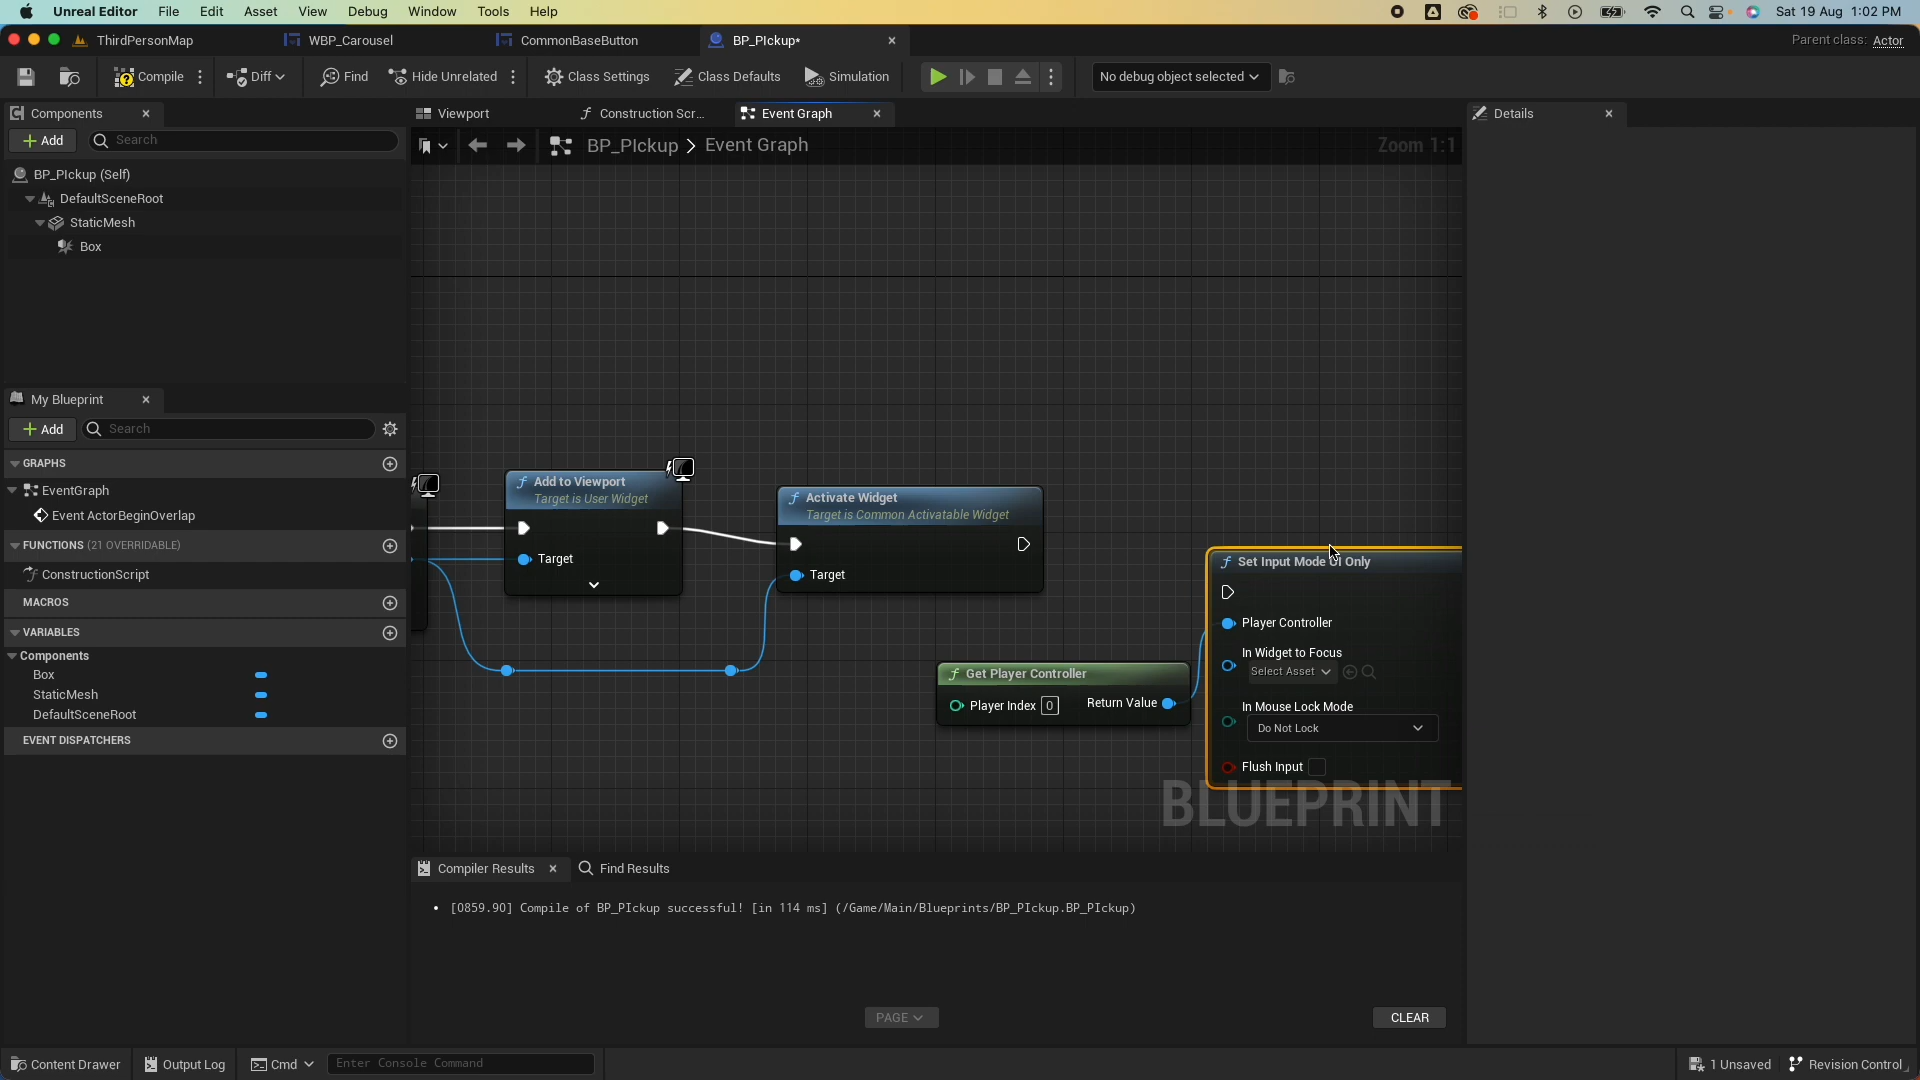 Unreal Editor File Edit Asset View Debug Window Tools Help Sat 19 Aug 1:02 PM
ThirdPersonMap WBP_Carousel CommonBaseButton BP_PIckup* Parent class: Actor
Compile Diff Find Hide Unrelated Class Settings Class Defaults Simulation No debug object selected
Components
Viewport Construction Scr... Event Graph
Details
Add Search
BP_PIckup > Event Graph
Zoom 1:1
BP_PIckup (Self)
DefaultSceneRoot
StaticMesh
Box
My Blueprint
Add Search
GRAPHS
EventGraph
Event ActorBeginOverlap
FUNCTIONS (21 OVERRIDABLE)
ConstructionScript
MACROS
VARIABLES
Components
Box
StaticMesh
DefaultSceneRoot
EVENT DISPATCHERS
Add to Viewport
Target is User Widget
Target
Activate Widget
Target is Common Activatable Widget
Target
Get Player Controller
Player Index 0 Return Value
Set Input Mode UI Only
Player Controller
In Widget to Focus
Select Asset
In Mouse Lock Mode
Do Not Lock
Flush Input
BLUEPRINT
Compiler Results Find Results
• [0859.90] Compile of BP_PIckup successful! [in 114 ms] (/Game/Main/Blueprints/BP_PIckup.BP_PIckup)
PAGE CLEAR
Content Drawer Output Log Cmd Enter Console Command 1 Unsaved Revision Control